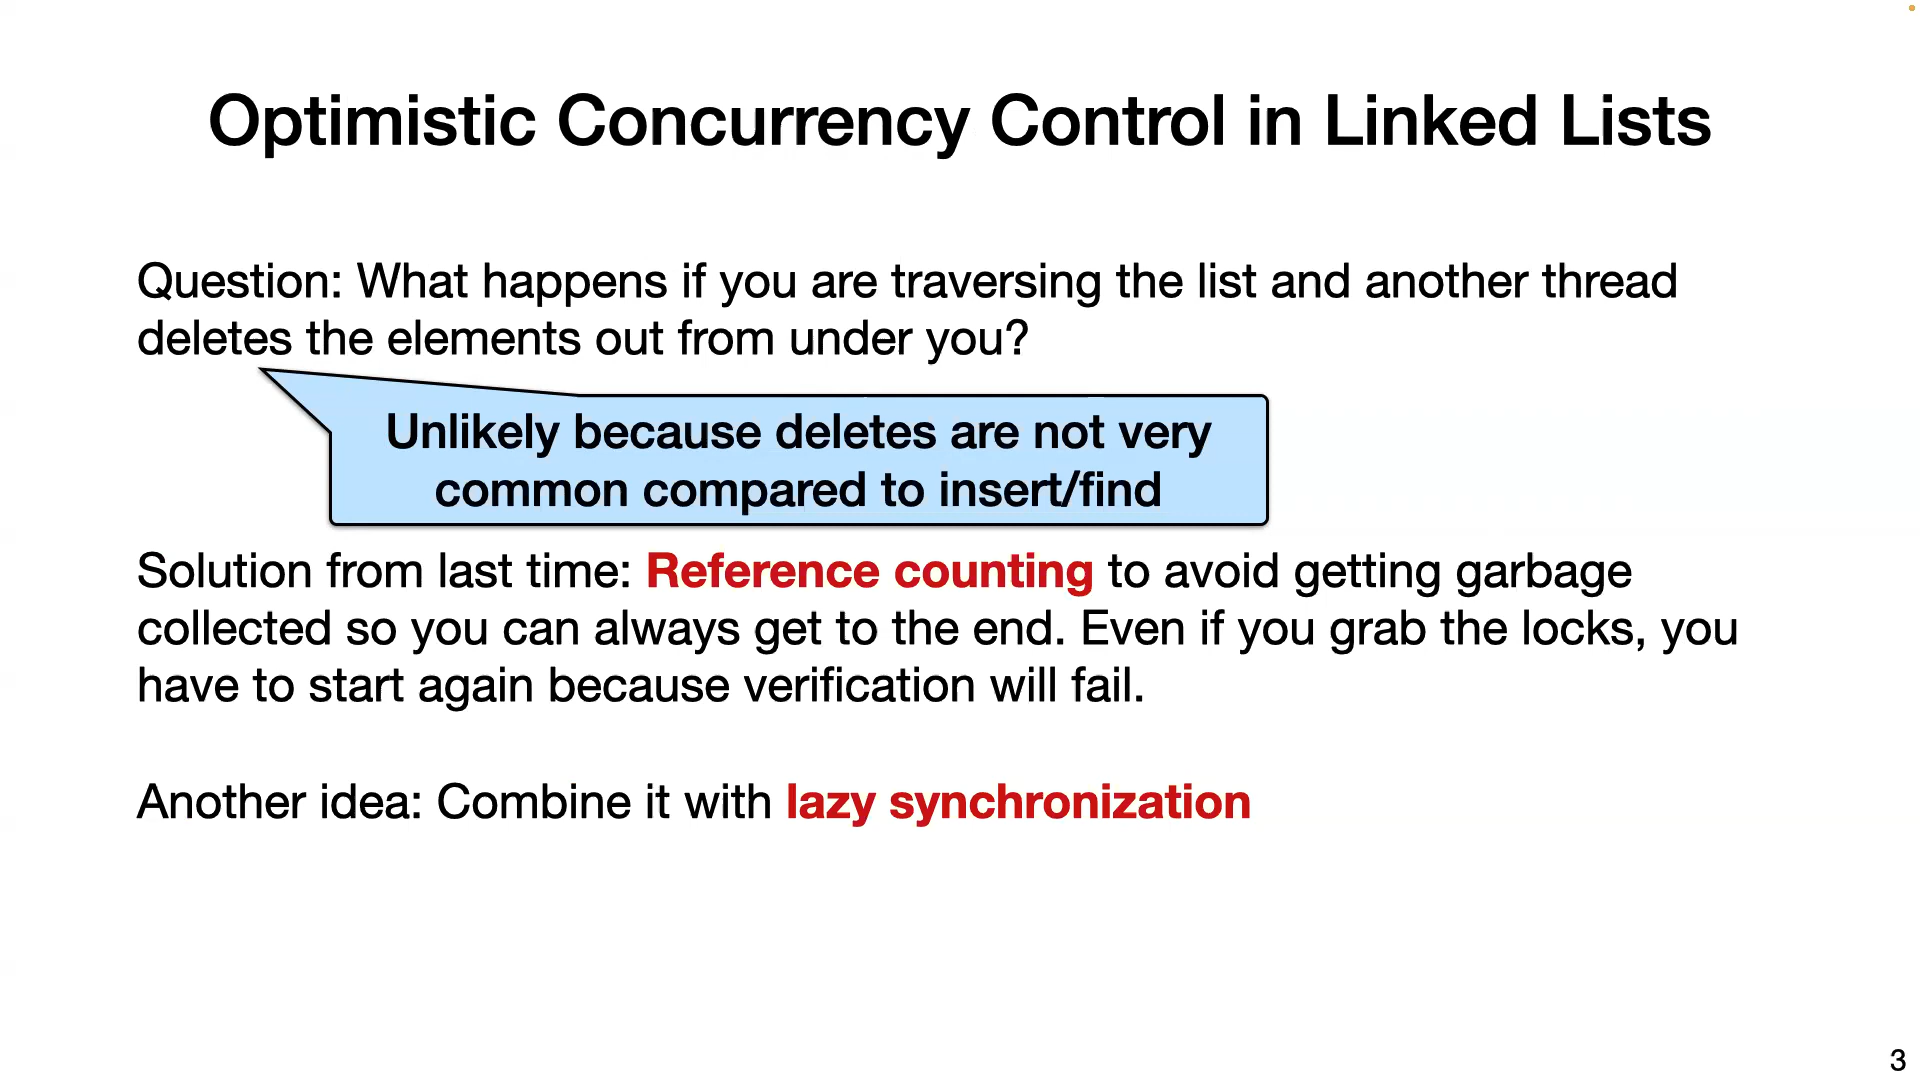 Optimistic Concurrency Control in Linked Lists
Question: What happens if you are traversing the list and another thread
deletes the elements out from under you?
Unlikely because deletes are not very
common compared to insert/find
Solution from last time: Reference counting to avoid getting garbage
collected so you can always get to the end. Even if you grab the locks, you
have to start again because verification will fail.
Another idea: Combine it with lazy synchronization
3